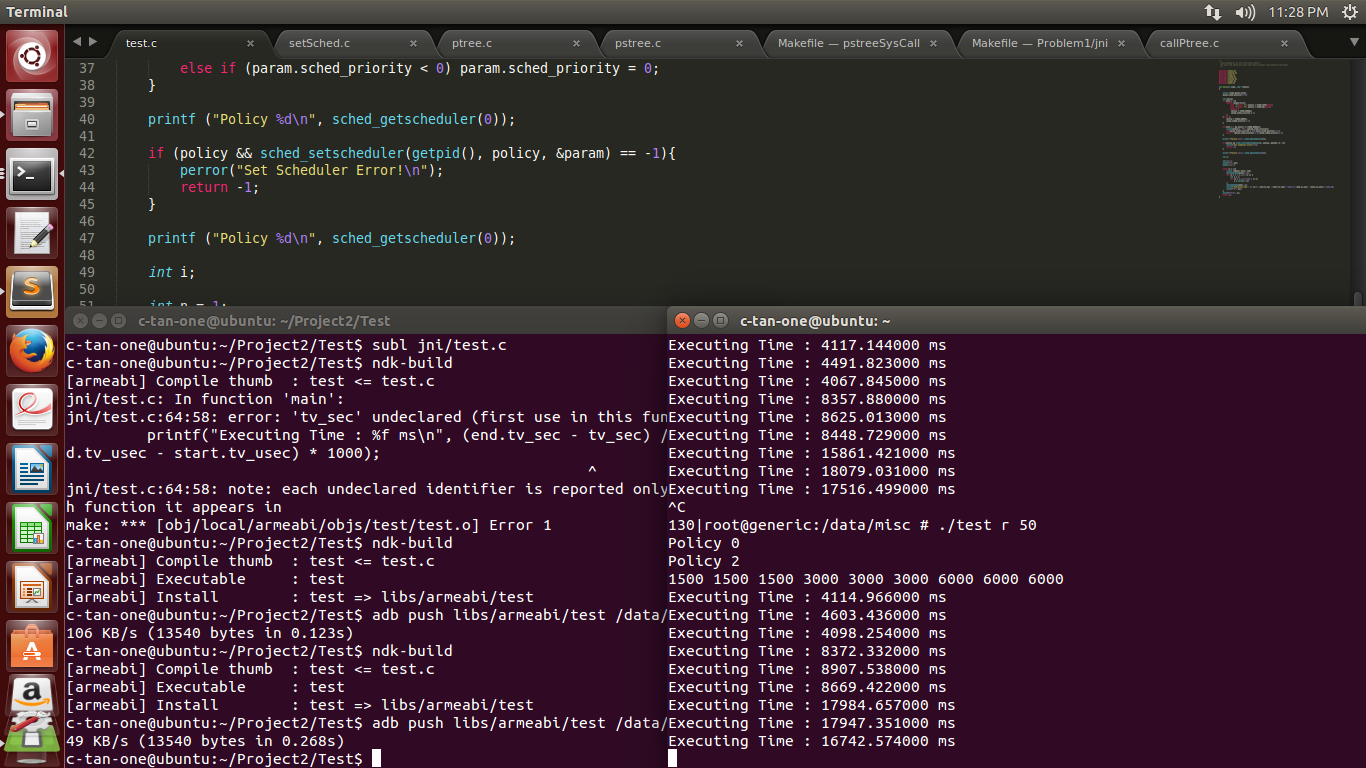 Terminal
11:28 PM
test.c
setSched.c
ptree.c
pstree.c
Makefile — pstreeSysCall
Makefile — Problem1/jni
callPtree.c
37 else if (param.sched_priority < 0) param.sched_priority = 0;
38 }
39
40 printf ("Policy %d\n", sched_getscheduler(0));
41
42 if (policy && sched_setscheduler(getpid(), policy, &param) == -1){
43 perror("Set Scheduler Error!\n");
44 return -1;
45 }
46
47 printf ("Policy %d\n", sched_getscheduler(0));
48
49 int i;
50
51 int n = 1;
c-tan-one@ubuntu: ~/Project2/Test
c-tan-one@ubuntu:~/Project2/Test$ subl jni/test.c
c-tan-one@ubuntu:~/Project2/Test$ ndk-build
[armeabi] Compile thumb : test <= test.c
jni/test.c: In function 'main':
jni/test.c:64:58: error: 'tv_sec' undeclared (first use in this fun
printf("Executing Time : %f ms\n", (end.tv_sec - tv_sec) /
d.tv_usec - start.tv_usec) * 1000);
^
jni/test.c:64:58: note: each undeclared identifier is reported only
h function it appears in
make: *** [obj/local/armeabi/objs/test/test.o] Error 1
c-tan-one@ubuntu:~/Project2/Test$ ndk-build
[armeabi] Compile thumb : test <= test.c
[armeabi] Executable : test
[armeabi] Install : test => libs/armeabi/test
c-tan-one@ubuntu:~/Project2/Test$ adb push libs/armeabi/test /data/
106 KB/s (13540 bytes in 0.123s)
c-tan-one@ubuntu:~/Project2/Test$ ndk-build
[armeabi] Compile thumb : test <= test.c
[armeabi] Executable : test
[armeabi] Install : test => libs/armeabi/test
c-tan-one@ubuntu:~/Project2/Test$ adb push libs/armeabi/test /data/
49 KB/s (13540 bytes in 0.268s)
c-tan-one@ubuntu:~/Project2/Test$
c-tan-one@ubuntu: ~
Executing Time : 4117.144000 ms
Executing Time : 4491.823000 ms
Executing Time : 4067.845000 ms
Executing Time : 8357.880000 ms
Executing Time : 8625.013000 ms
Executing Time : 8448.729000 ms
Executing Time : 15861.421000 ms
Executing Time : 18079.031000 ms
Executing Time : 17516.499000 ms
^C
130|root@generic:/data/misc # ./test r 50
Policy 0
Policy 2
1500 1500 1500 3000 3000 3000 6000 6000 6000
Executing Time : 4114.966000 ms
Executing Time : 4603.436000 ms
Executing Time : 4098.254000 ms
Executing Time : 8372.332000 ms
Executing Time : 8907.538000 ms
Executing Time : 8669.422000 ms
Executing Time : 17984.657000 ms
Executing Time : 17947.351000 ms
Executing Time : 16742.574000 ms